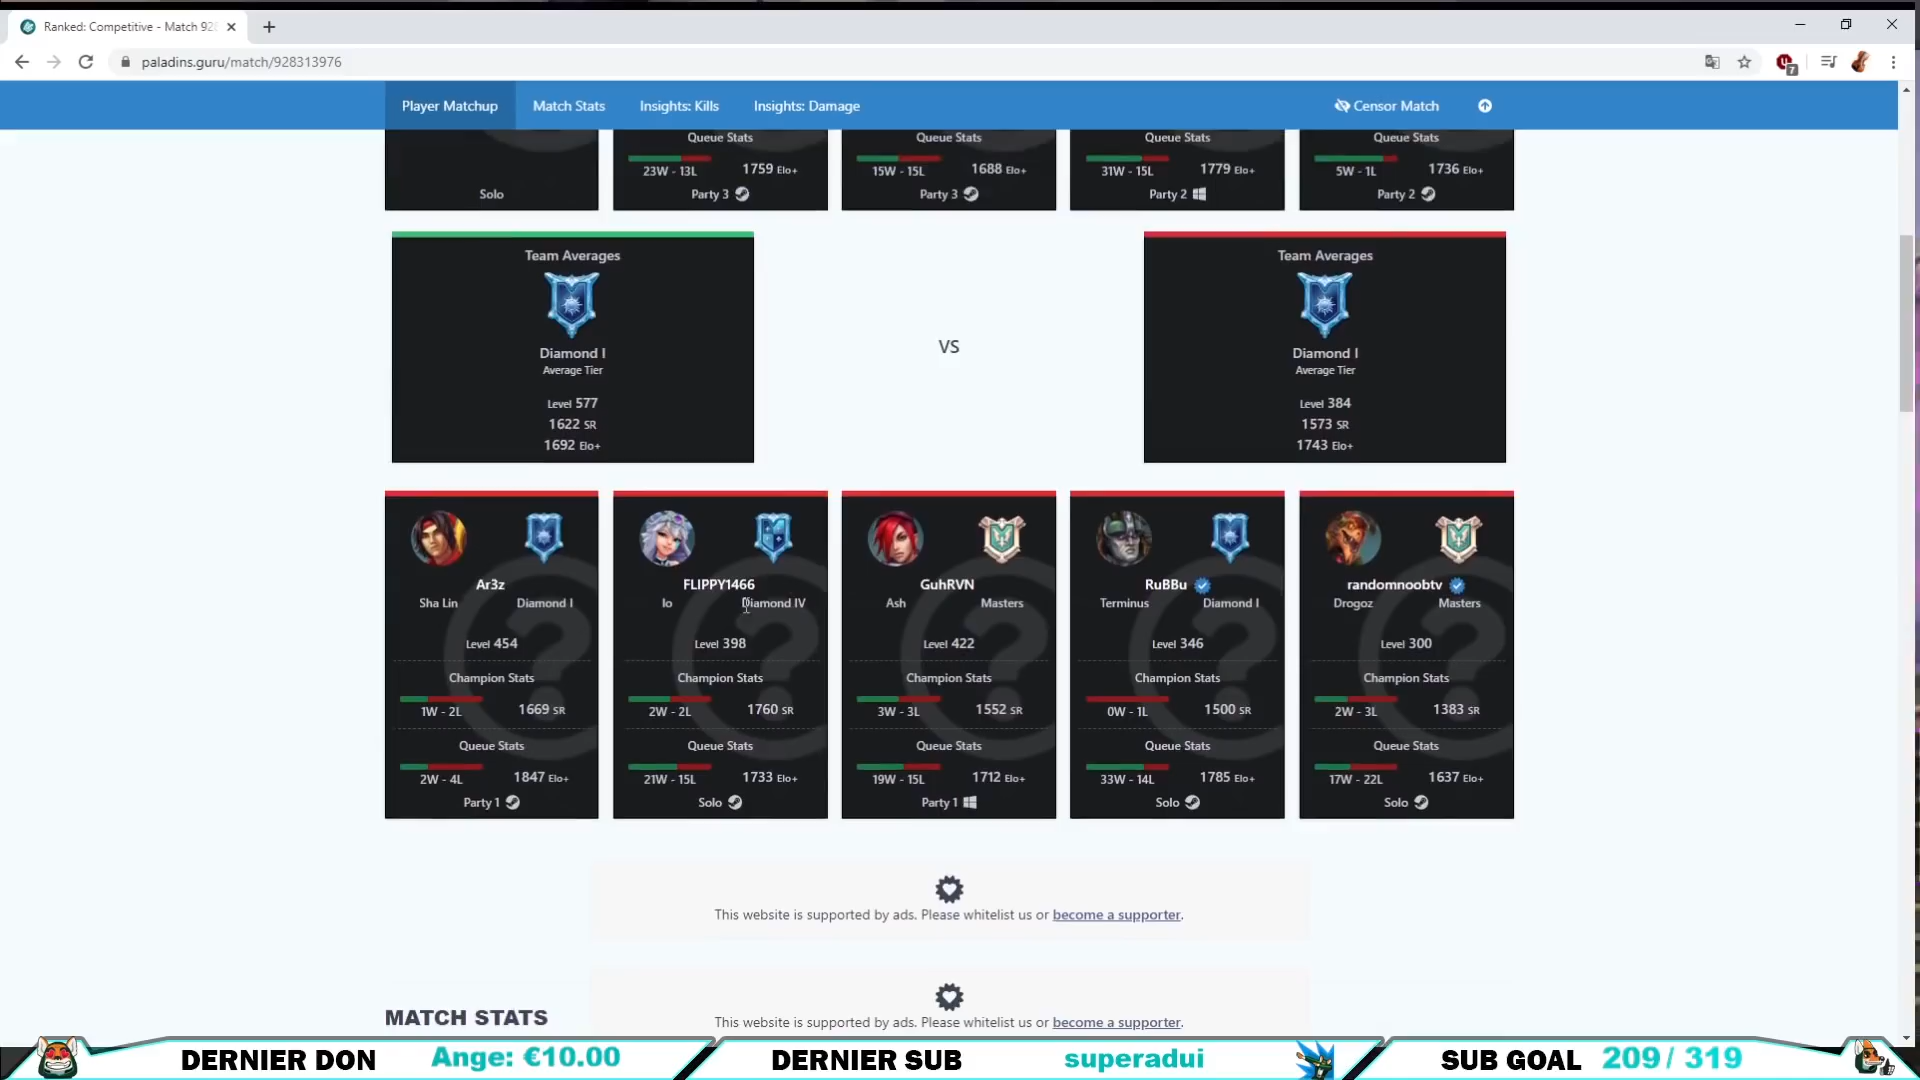 Ranked: Competitive - Match 928
paladins.guru/match/928313976
7
Player Matchup Match Stats Insights: Kills Insights: Damage Censor Match
Queue Stats Queue Stats Queue Stats Queue Stats
23W - 13L 1759 Elo+ 15W - 15L 1688 Elo+ 31W - 15L 1779 Elo+ 5W - 1L 1736 Elo+
Solo Party 3 Party 3 Party 2 Party 2
Team Averages Team Averages
VS
Diamond I Diamond I
Average Tier Average Tier
Level 577 Level 384
1622 SR 1573 SR
1692 Elo+ 1743 Elo+
Ar3z FLIPPY1466 GuhRVN RuBBu randomnoobtv
Sha Lin Diamond I Io Diamond IV Ash Masters Terminus Diamond I Drogoz Masters
Level 454 Level 398 Level 422 Level 346 Level 300
Champion Stats Champion Stats Champion Stats Champion Stats Champion Stats
1W - 2L 1669 SR 2W - 2L 1760 SR 3W - 3L 1552 SR 0W - 1L 1500 SR 2W - 3L 1383 SR
Queue Stats Queue Stats Queue Stats Queue Stats Queue Stats
2W - 4L 1847 Elo+ 21W - 15L 1733 Elo+ 19W - 15L 1712 Elo+ 33W - 14L 1785 Elo+ 17W - 22L 1637 Elo+
Party 1 Solo Party 1 Solo Solo
This website is supported by ads. Please whitelist us or become a supporter.
MATCH STATS
This website is supported by ads. Please whitelist us or become a supporter.
DERNIER DON Ange: €10.00 DERNIER SUB superadui SUB GOAL 209 / 319